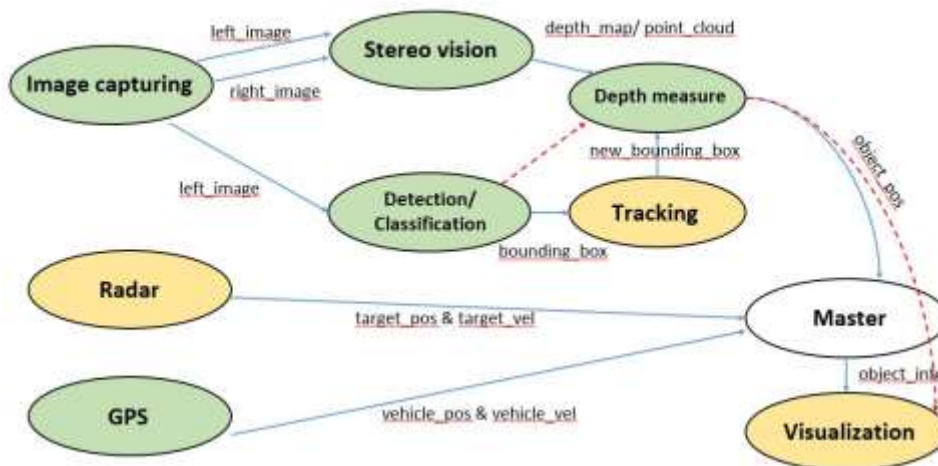 left_image
Stereo vision
depth_map/ point_cloud
Image capturing
right_image
Depth measure
new_bounding_box
object_pos
left_image
Detection/
Classification
Tracking
bounding_box
Radar
target_pos & target_vel
Master
object_info
GPS
vehicle_pos & vehicle_vel
Visualization